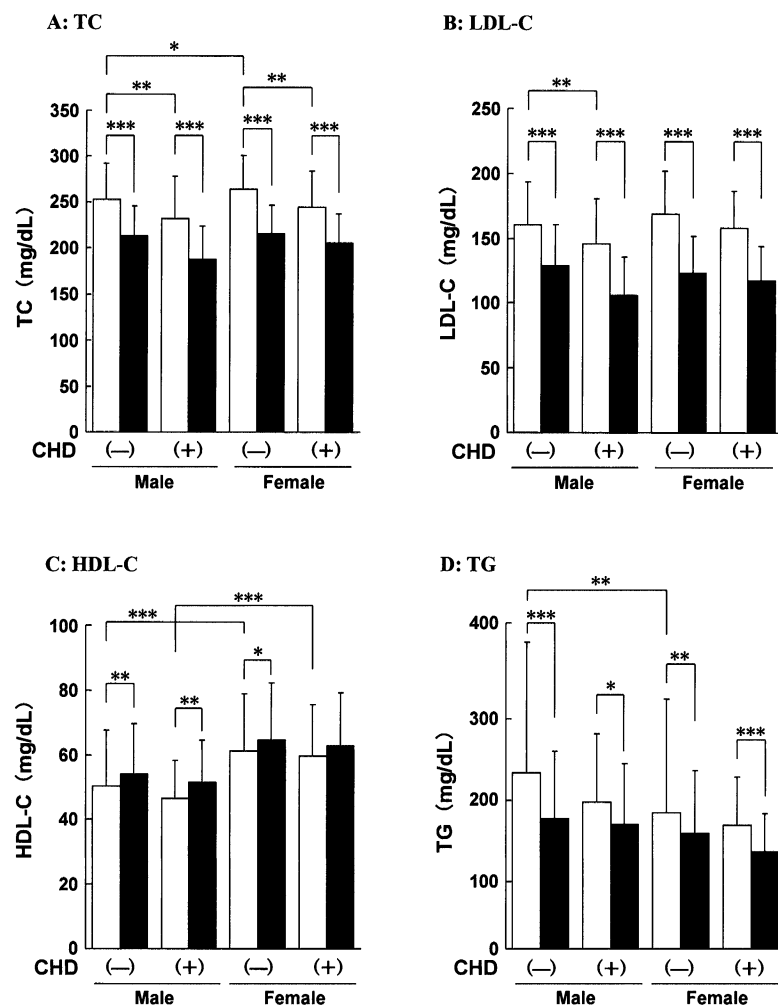 A: TC
B: LDL-C
*
**
**
***
***
***
***
350
300
250
200
150
100
50
0
TC (mg/dL)
CHD (—) (+) (—) (+)
Male Female
**
***
***
***
***
250
200
150
100
50
0
LDL-C (mg/dL)
CHD (—) (+) (—) (+)
Male Female
C: HDL-C
D: TG
***
***
**
**
*
100
80
60
40
20
0
HDL-C (mg/dL)
CHD (—) (+) (—) (+)
Male Female
**
***
*
**
***
400
300
200
100
0
TG (mg/dL)
CHD (—) (+) (—) (+)
Male Female